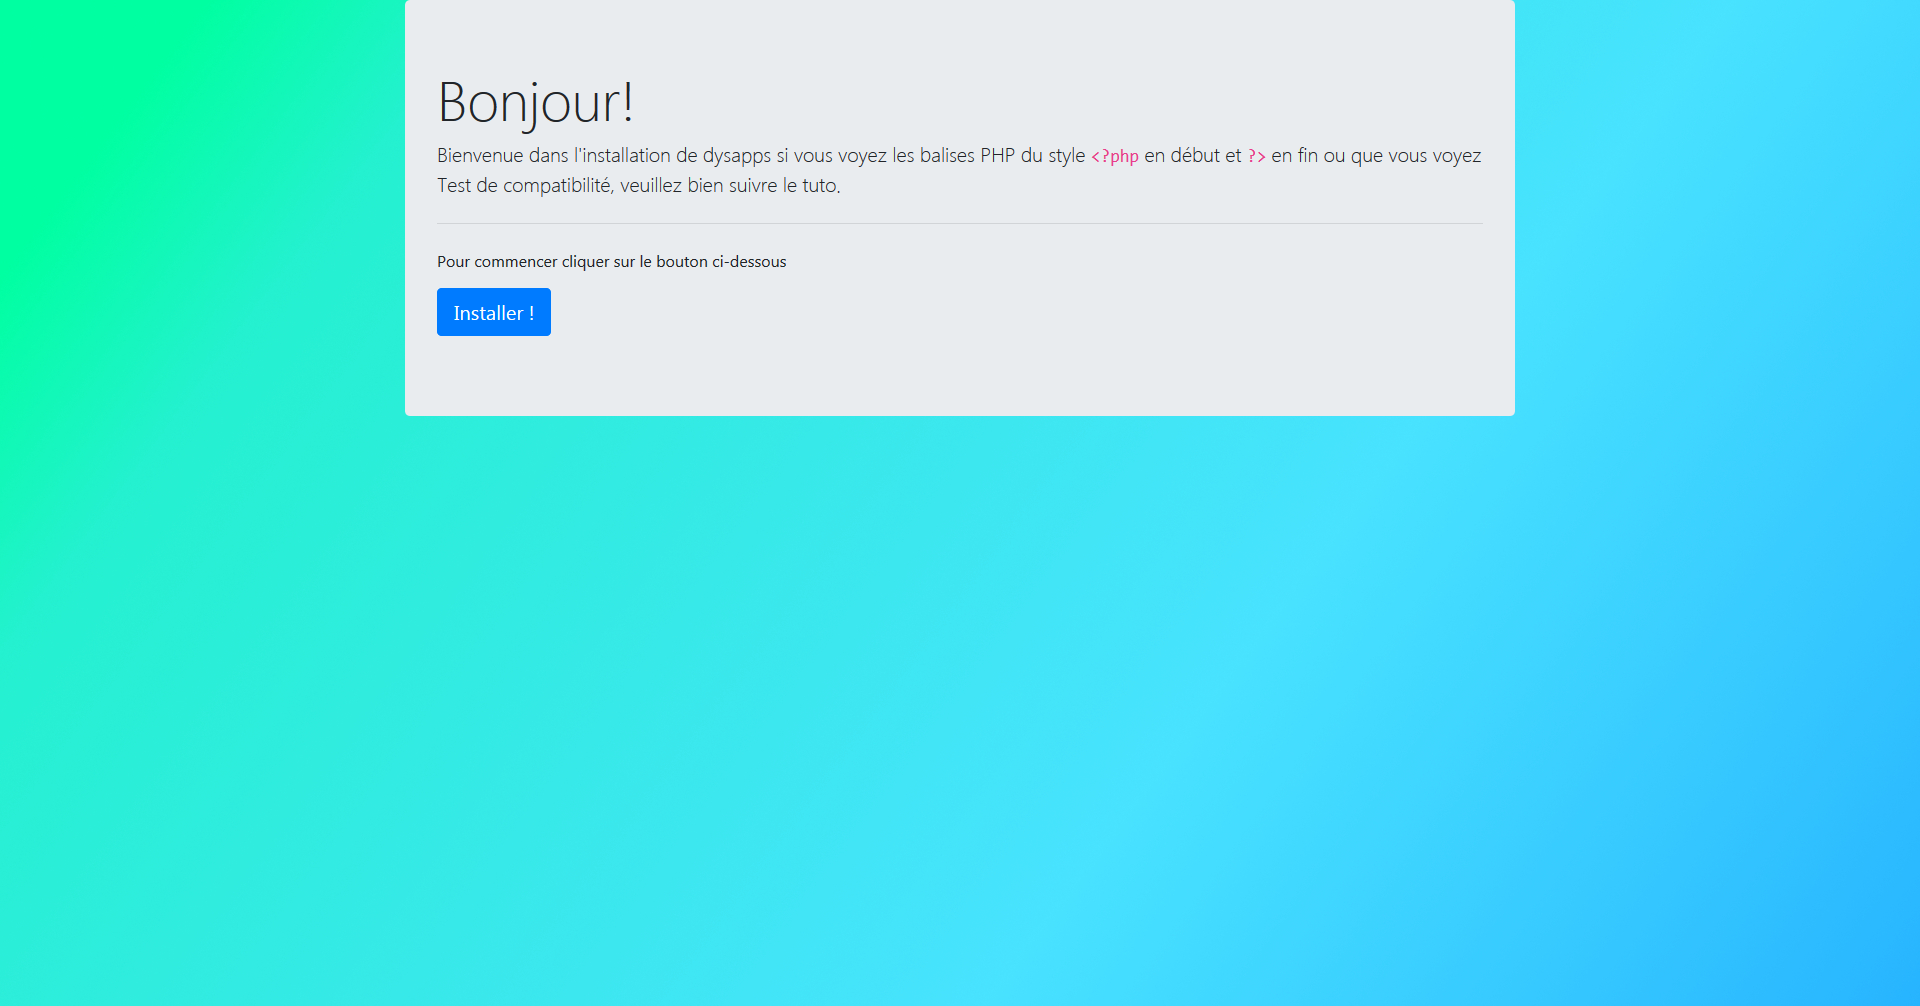 Bonjour!
Bienvenue dans l'installation de dysapps si vous voyez les balises PHP du style <?php en début et ?> en fin ou que vous voyez
Test de compatibilité, veuillez bien suivre le tuto.
Pour commencer cliquer sur le bouton ci-dessous
Installer !